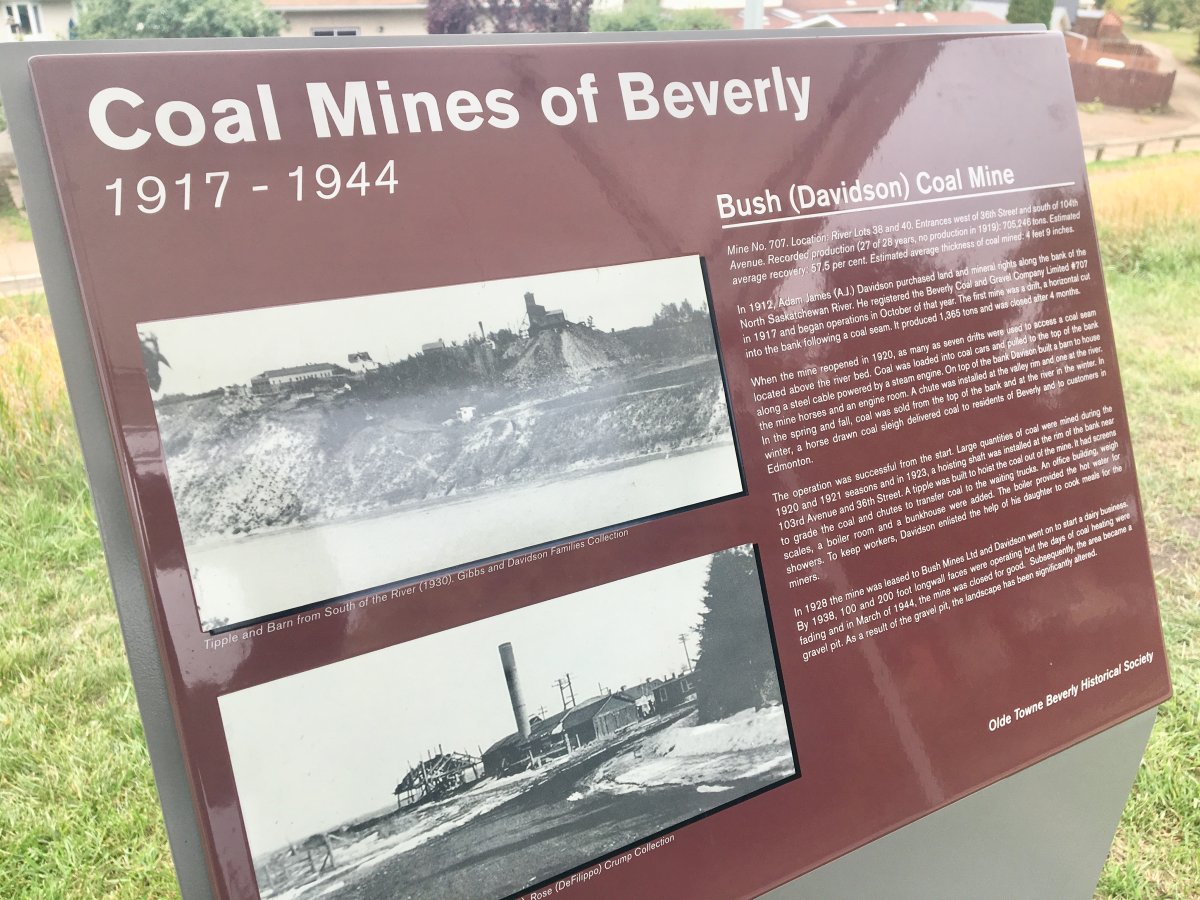 Coal Mines of Beverly
1917 - 1944
Bush (Davidson) Coal Mine
Mine No. 707. Location: River Lots 38 and 40. Entrances west of 36th Street and south of 104th
Avenue. Recorded production (27 of 28 years, no production in 1919): 705,246 tons. Estimated
average recovery: 57.5 per cent. Estimated average thickness of coal mined: 4 feet 9 inches.
In 1912, Adam James (A.J.) Davidson purchased land and mineral rights along the bank of the
North Saskatchewan River. He registered the Beverly Coal and Gravel Company Limited #707
in 1917 and began operations in October of that year. The first mine was a drift, a horizontal cut
into the bank following a coal seam. It produced 1,365 tons and was closed after 4 months.
When the mine reopened in 1920, as many as seven drifts were used to access a coal seam
located above the river bed. Coal was loaded into coal cars and pulled to the top of the bank
along a steel cable powered by a steam engine. On top of the bank Davison built a barn to house
the mine horses and an engine room. A chute was installed at the valley rim and one at the river.
In the spring and fall, coal was sold from the top of the bank and at the river in the winter. In
winter, a horse drawn coal sleigh delivered coal to residents of Beverly and to customers in
Edmonton.
The operation was successful from the start. Large quantities of coal were mined during the
1920 and 1921 seasons and in 1923, a hoisting shaft was installed at the rim of the bank near
103rd Avenue and 36th Street. A tipple was built to hoist the coal out of the mine. It had screens
to grade the coal and chutes to transfer coal to the waiting trucks. An office building, weigh
scales, a boiler room and a bunkhouse were added. The boiler provided the hot water for
showers. To keep workers, Davidson enlisted the help of his daughter to cook meals for the
miners.
In 1928 the mine was leased to Bush Mines Ltd and Davidson went on to start a dairy business.
By 1938, 100 and 200 foot longwall faces were operating but the days of coal heating were
fading and in March of 1944, the mine was closed for good. Subsequently, the area became a
gravel pit. As a result of the gravel pit, the landscape has been significantly altered.
Olde Towne Beverly Historical Society
Tipple and Barn from South of the River (1930). Gibbs and Davidson Families Collection
Rose (DeFilippo) Crump Collection